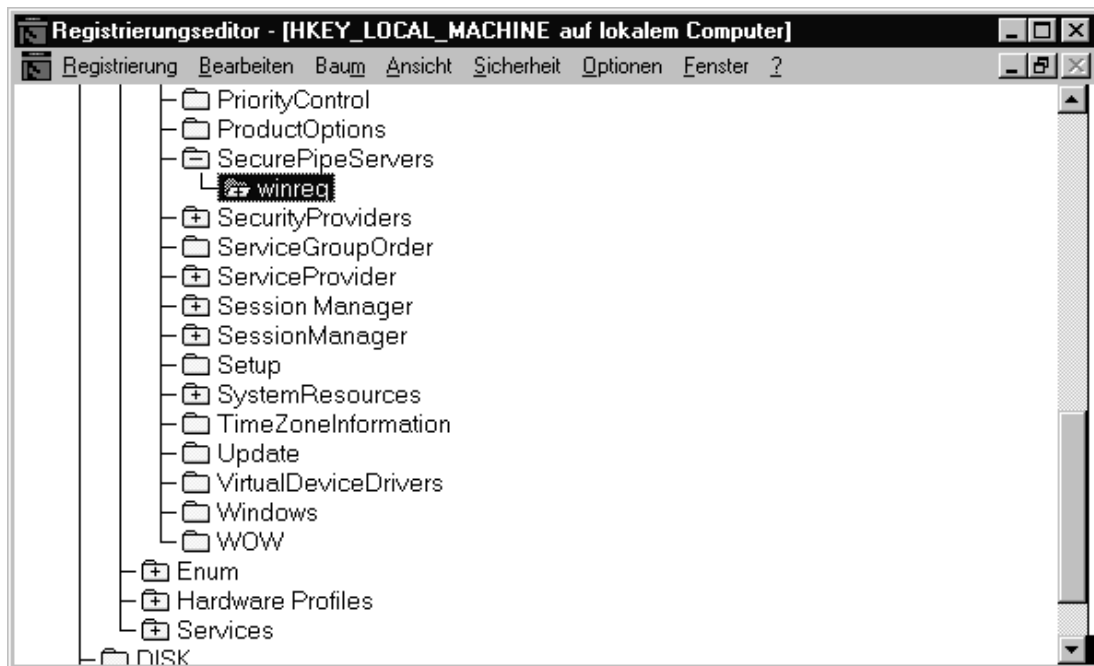 Registrierungseditor - [HKEY_LOCAL_MACHINE auf lokalem Computer]
Registrierung Bearbeiten Baum Ansicht Sicherheit Optionen Fenster ?
PriorityControl
ProductOptions
SecurePipeServers
winreg
SecurityProviders
ServiceGroupOrder
ServiceProvider
Session Manager
SessionManager
Setup
SystemResources
TimeZoneInformation
Update
VirtualDeviceDrivers
Windows
WOW
Enum
Hardware Profiles
Services
DISK